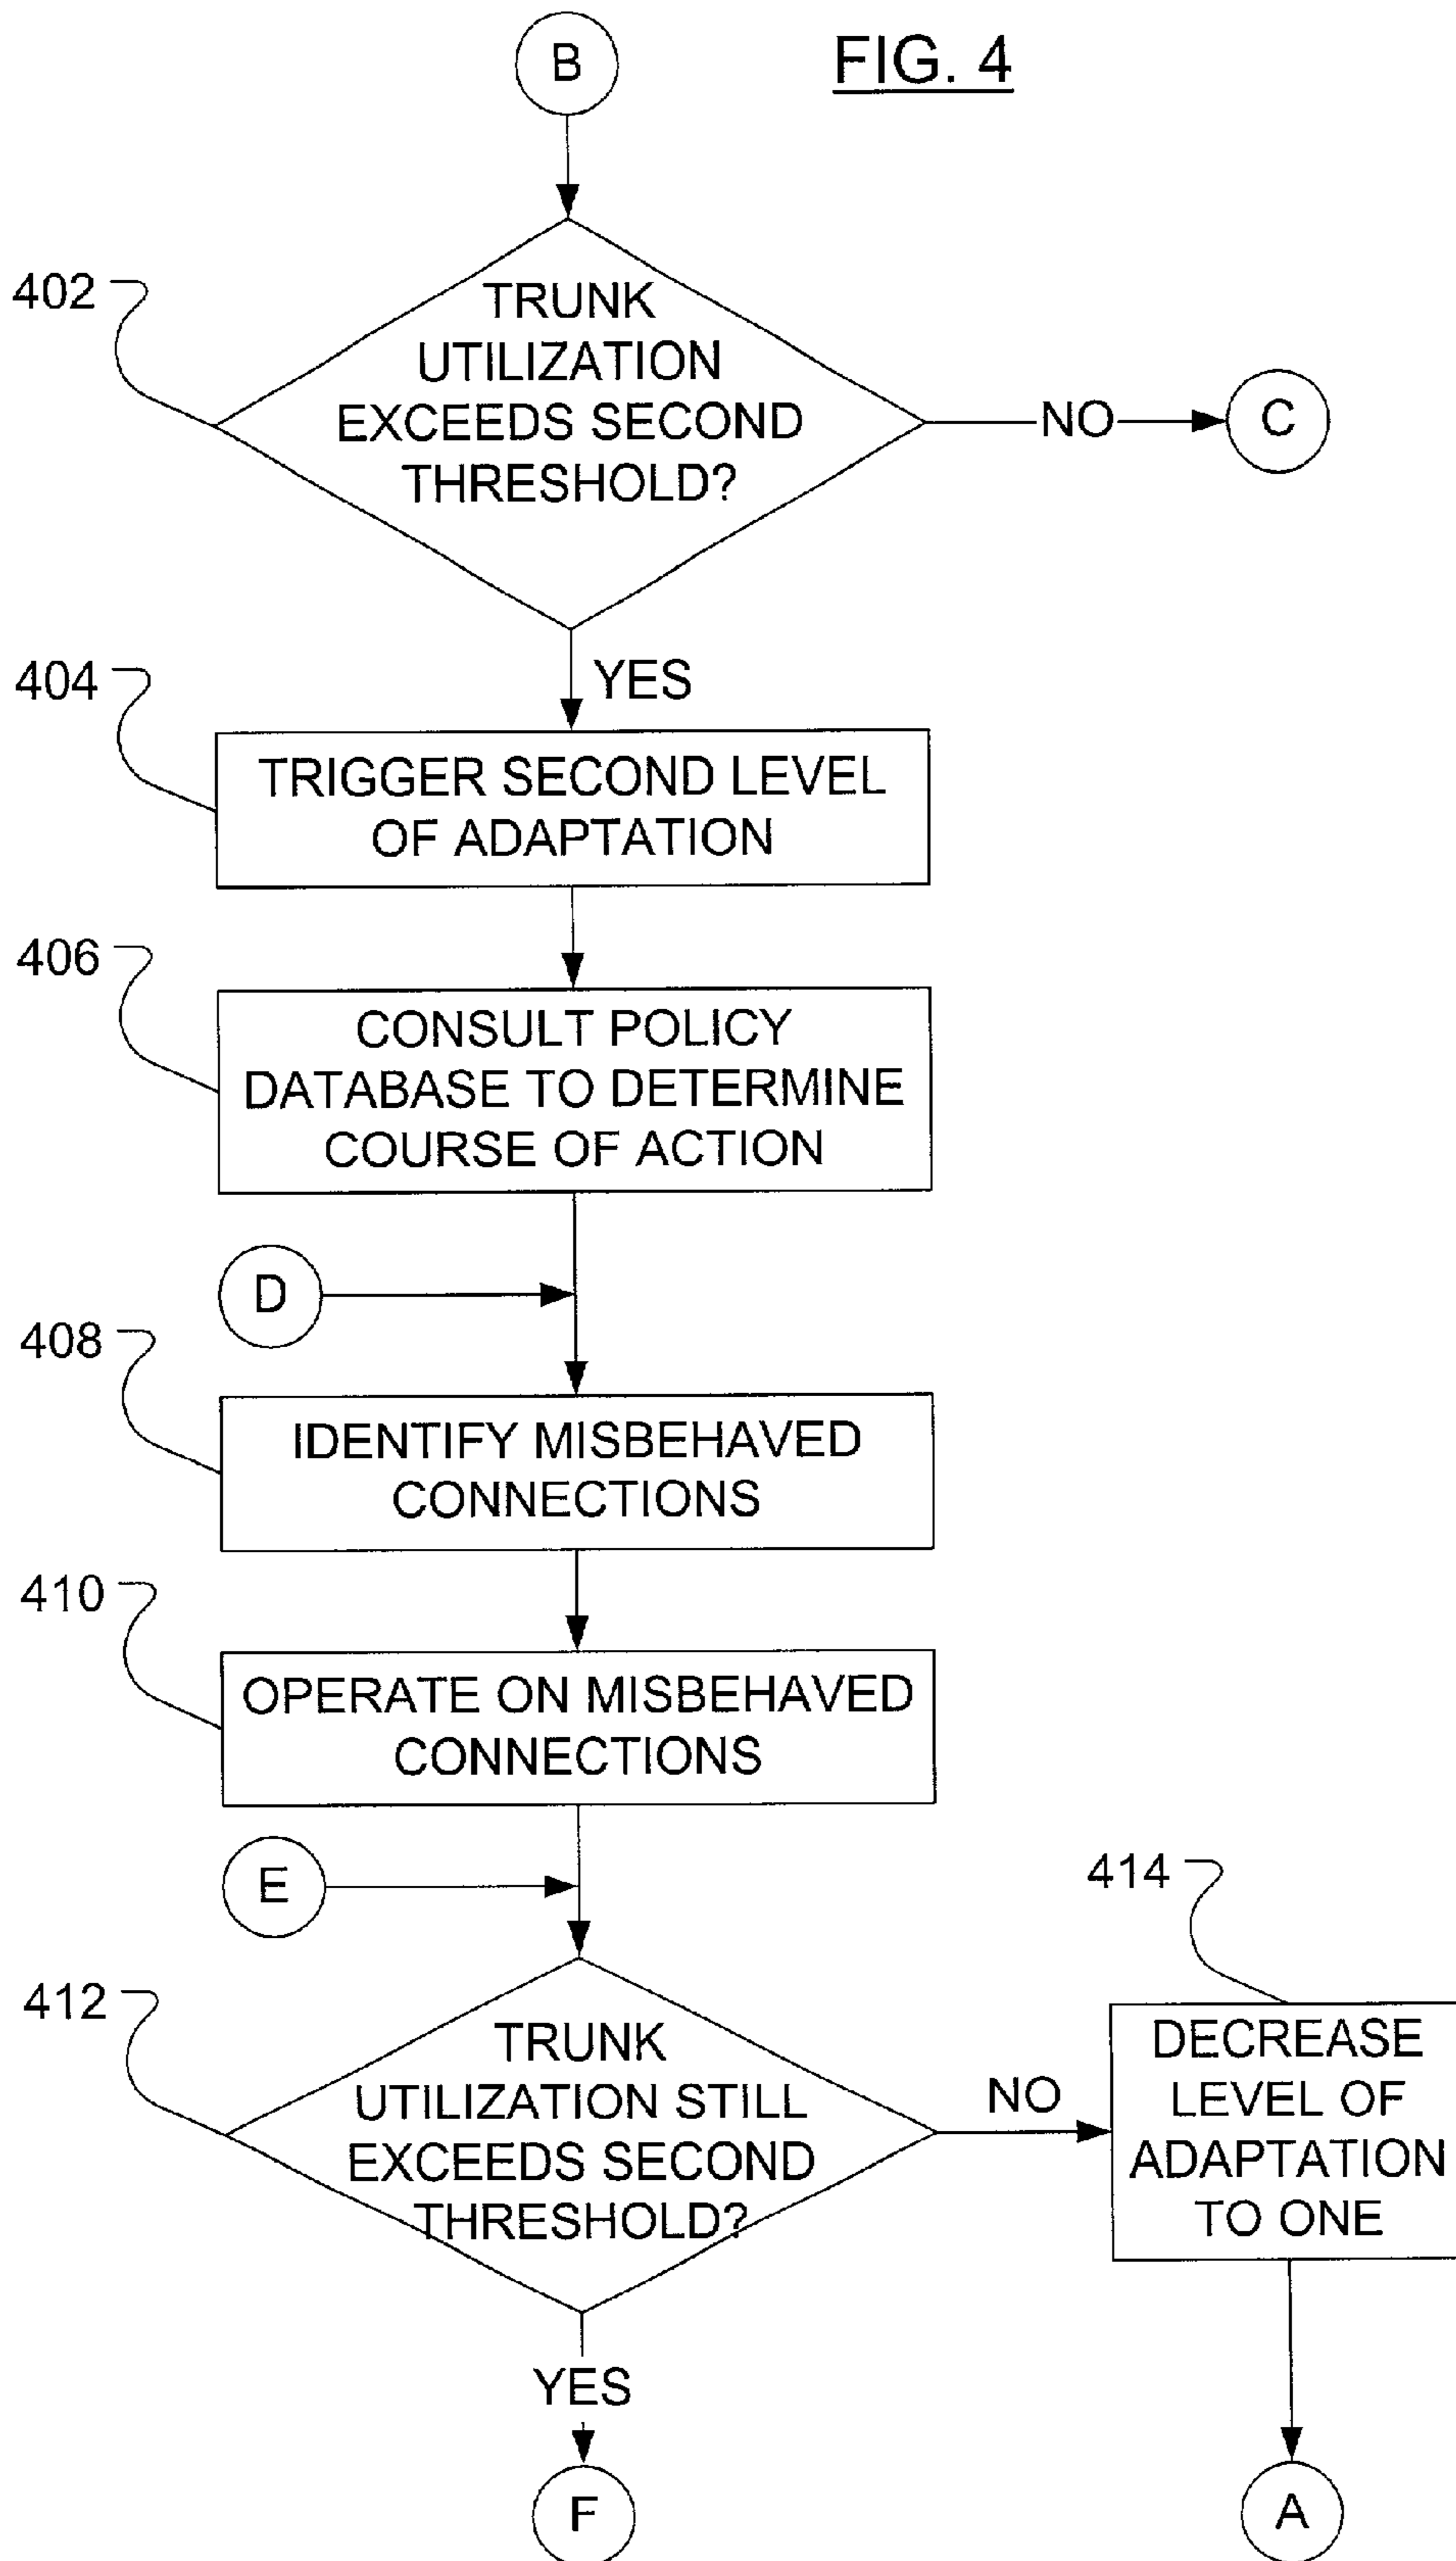 B
FIG. 4
402
TRUNK
UTILIZATION
EXCEEDS SECOND
THRESHOLD?
NO
C
YES
404
TRIGGER SECOND LEVEL
OF ADAPTATION
406
CONSULT POLICY
DATABASE TO DETERMINE
COURSE OF ACTION
D
408
IDENTIFY MISBEHAVED
CONNECTIONS
410
OPERATE ON MISBEHAVED
CONNECTIONS
E
412
TRUNK
UTILIZATION STILL
EXCEEDS SECOND
THRESHOLD?
NO
414
DECREASE
LEVEL OF
ADAPTATION
TO ONE
YES
F
A